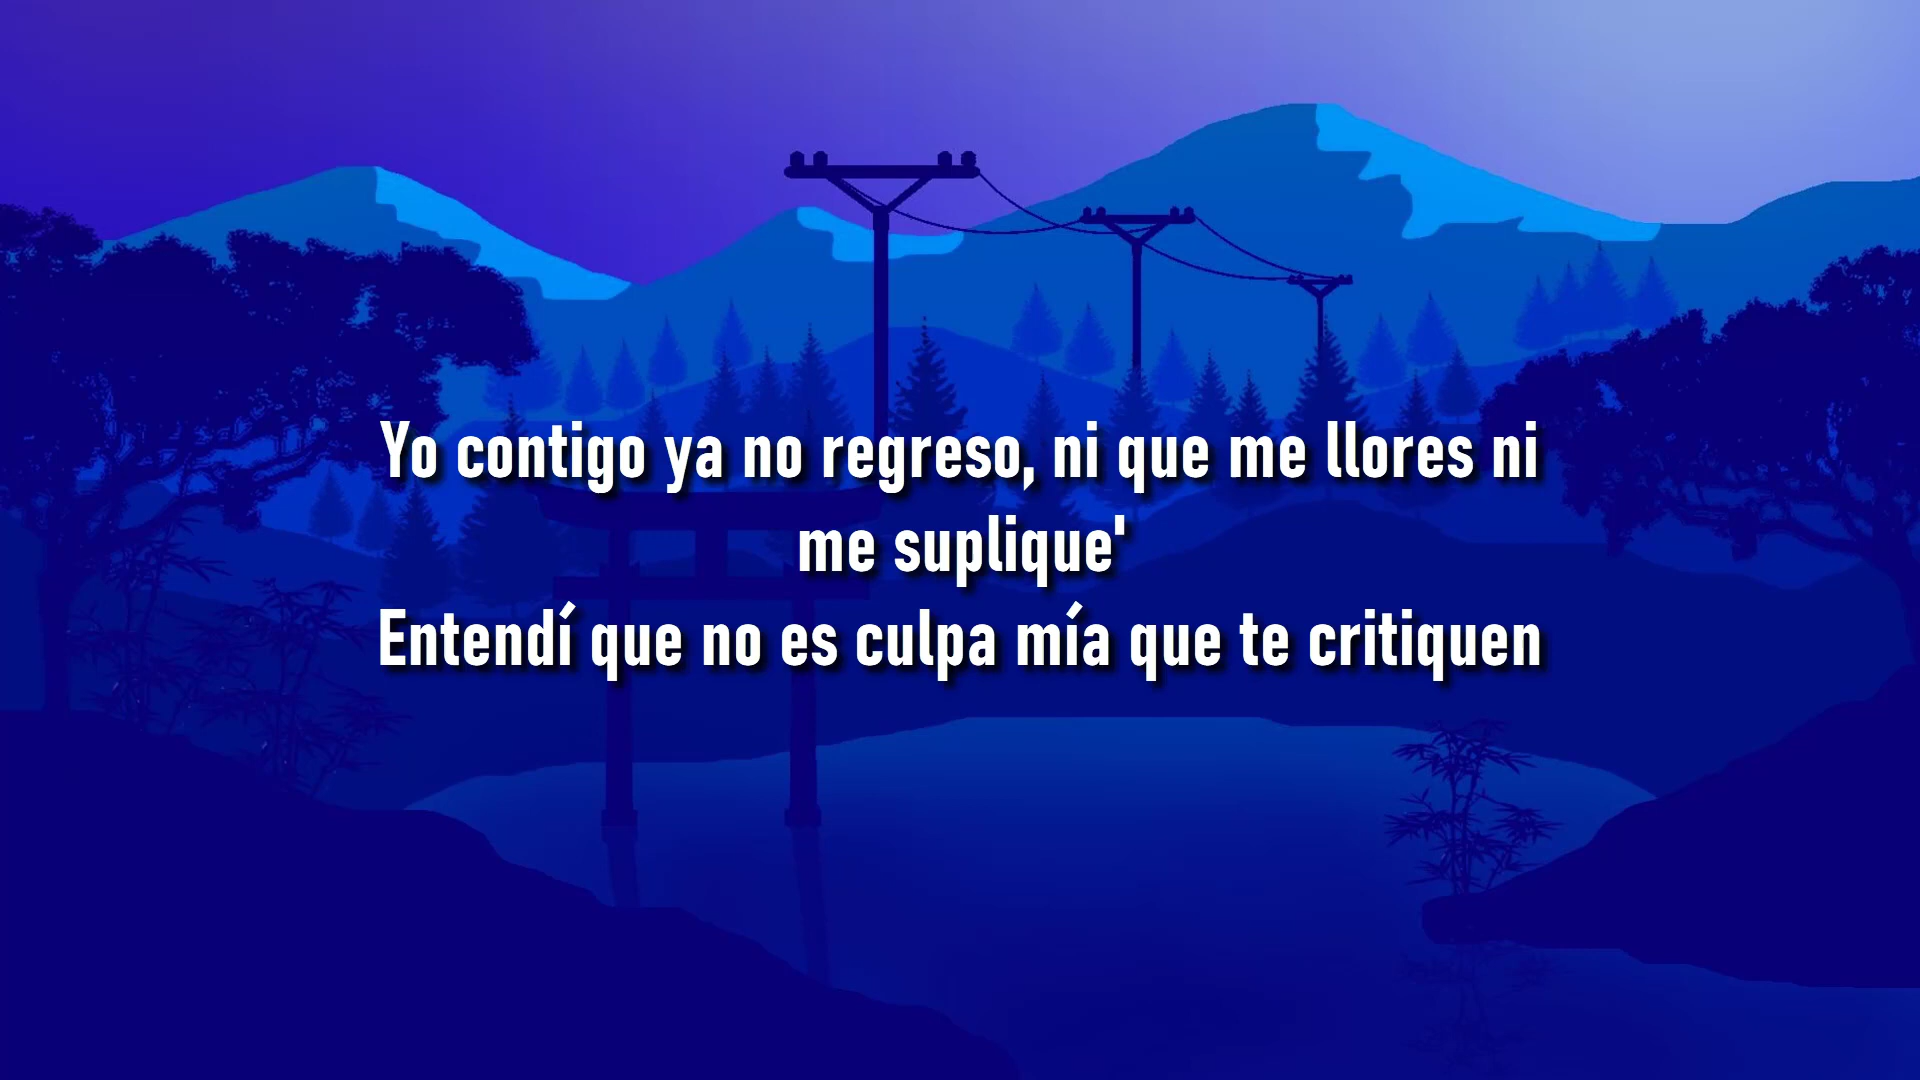 Yo contigo ya no regreso, ni que me llores ni
me suplique'
Entendí que no es culpa mía que te critiquen